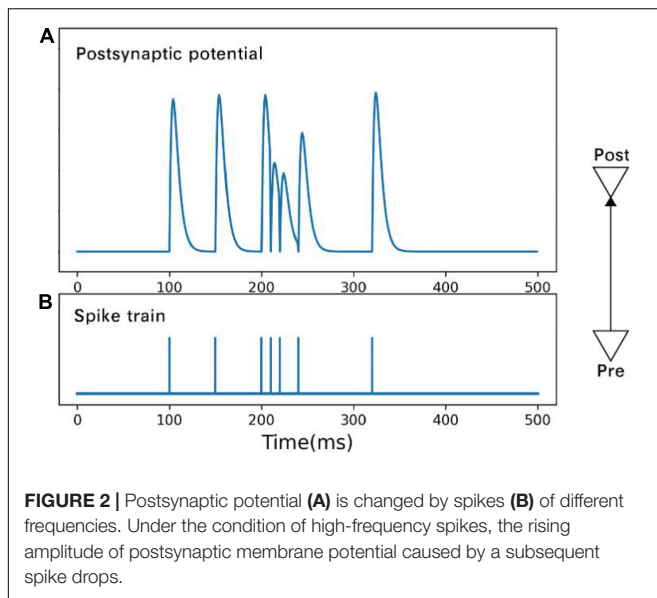 A
Postsynaptic potential
0 100 200 300 400 500
B
Spike train
0 100 200 300 400 500
Time(ms)
Post
Pre
FIGURE 2 | Postsynaptic potential (A) is changed by spikes (B) of different
frequencies. Under the condition of high-frequency spikes, the rising
amplitude of postsynaptic membrane potential caused by a subsequent
spike drops.